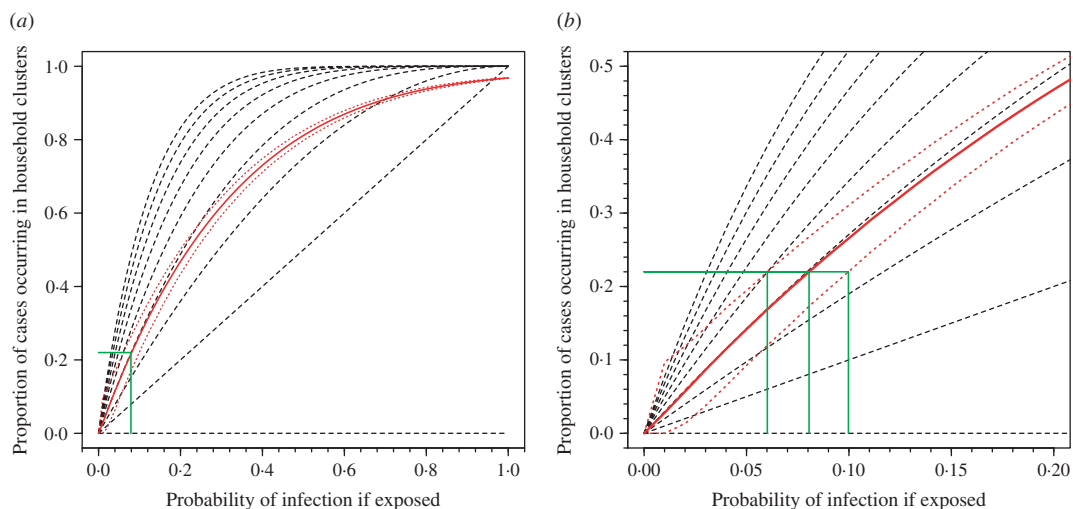 (a)
Proportion of cases occurring in household clusters
1·0
0·8
0·6
0·4
0·2
0·0
0·0 0·2 0·4 0·6 0·8 1·0
Probability of infection if exposed
(b)
Proportion of cases occurring in household clusters
0·5
0·4
0·3
0·2
0·1
0·0
0·00 0·05 0·10 0·15 0·20
Probability of infection if exposed